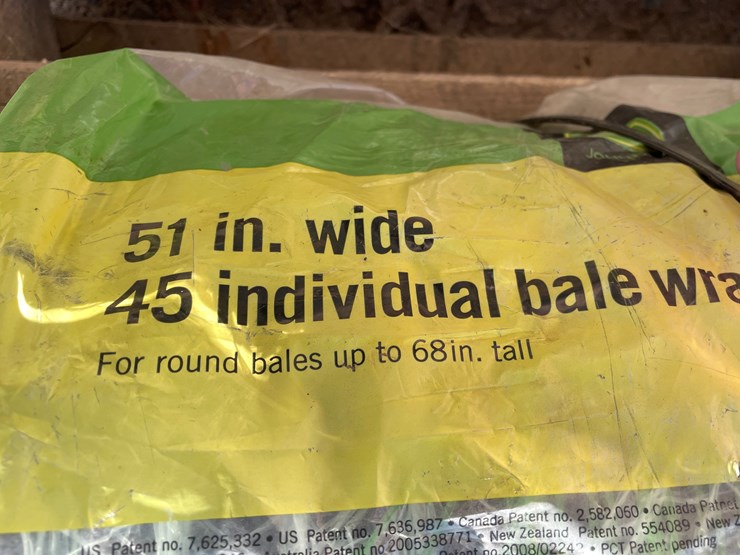 51 in. wide
45 individual bale wra
For round bales up to 68in. tall
US Patent no. 7,625,332 • US Patent no. 7,636,987 • Canada Patent no. 2,582,060 • Canada Patent
Patent no 2005338771 • New Zealand Patent no. 554089 • New Z
PCT Patent pending